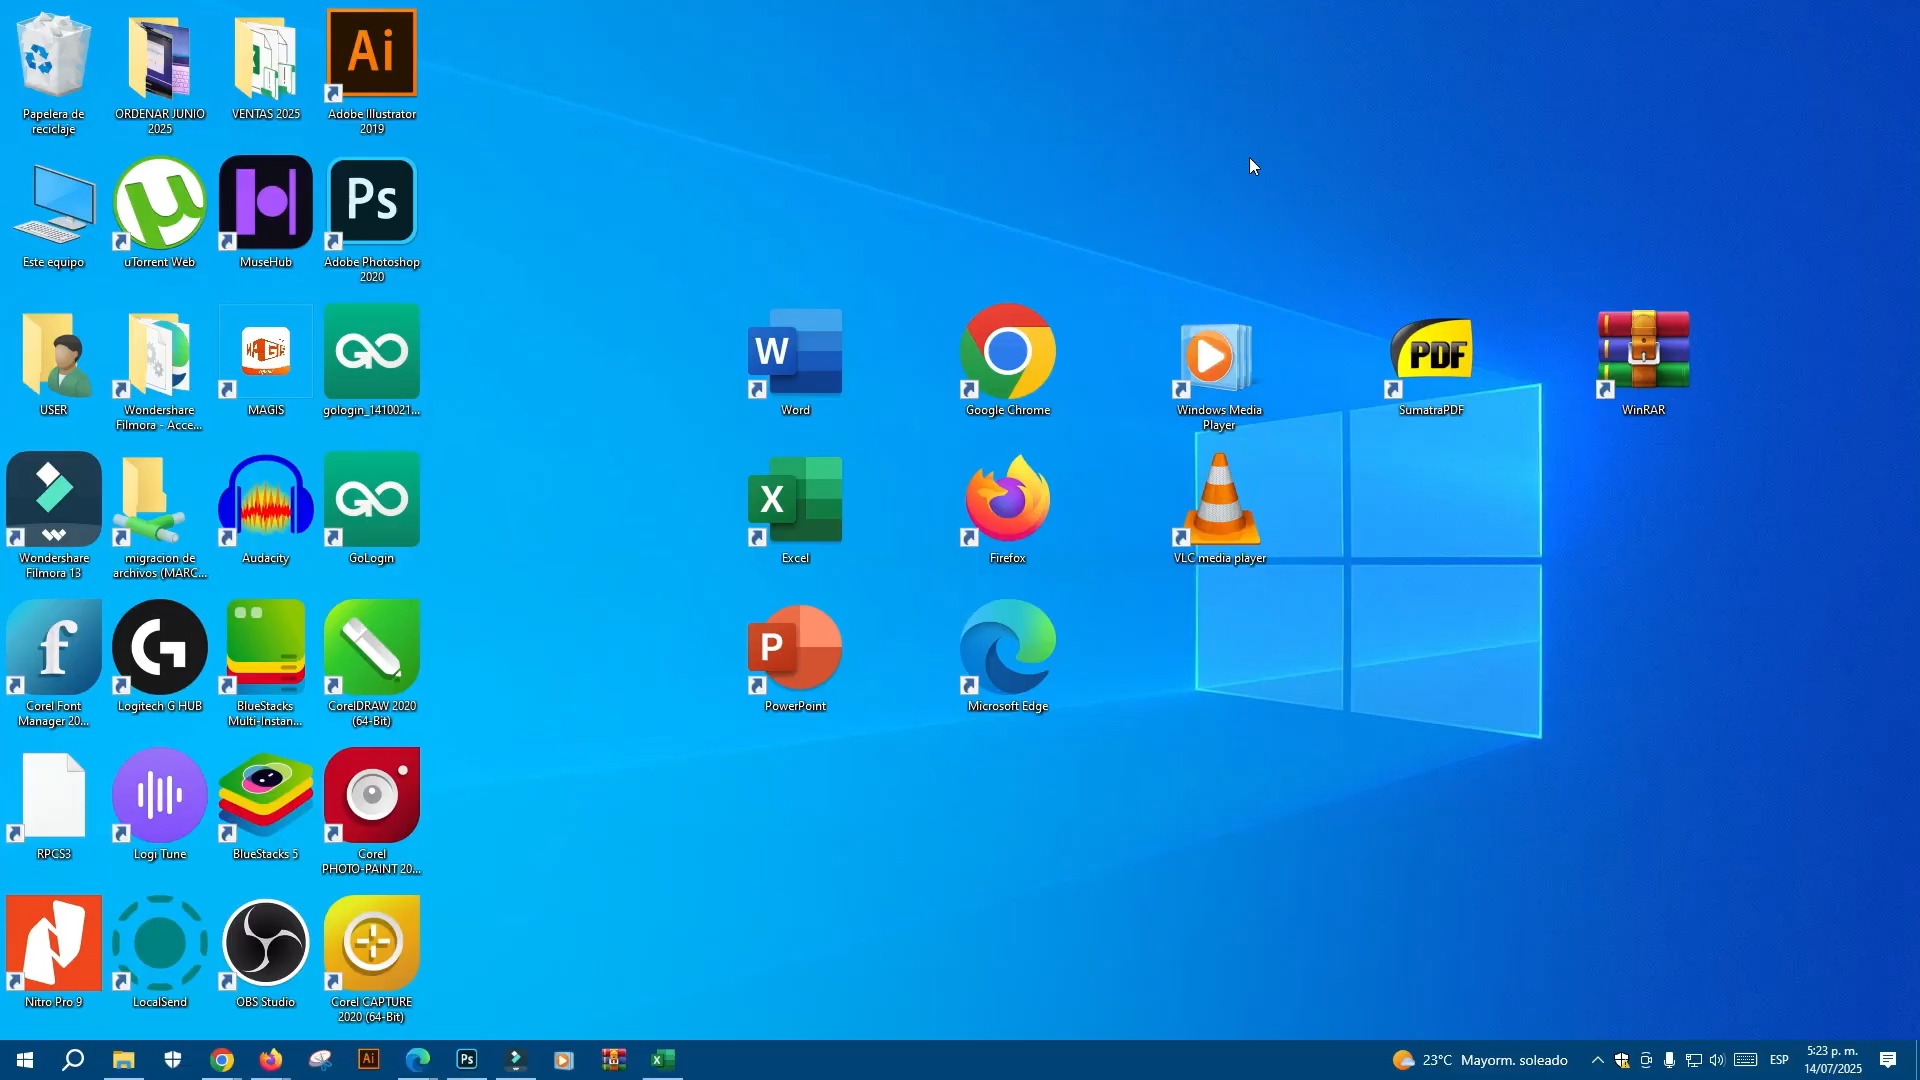 Papelera de
reciclaje
ORDENAR JUNIO
2025
VENTAS 2025
Ai
Adobe Illustrator
2019
Este equipo
uTorrent Web
MuseHub
Ps
Adobe Photoshop
2020
USER
Wondershare
Filmora - Acce...
MAGIS
MAGIS
gologin_1410021...
W
Word
Google Chrome
Windows Media
Player
PDF
SumatraPDF
WinRAR
Wondershare
Filmora 13
migracion de
archivos (MARC...
Audacity
GoLogin
X
Excel
Firefox
VLC media player
f
Corel Font
Manager 20...
G
Logitech G HUB
BlueStacks
Multi-Instan...
CorelDRAW 2020
(64-Bit)
P
PowerPoint
Microsoft Edge
RPCS3
Logi Tune
BlueStacks 5
Corel
PHOTO-PAINT 20...
Nitro Pro 9
LocalSend
OBS Studio
Corel CAPTURE
2020 (64-Bit)
Ai
Ps
X
23°C Mayorm. soleado
ESP
5:23 p. m.
14/07/2025